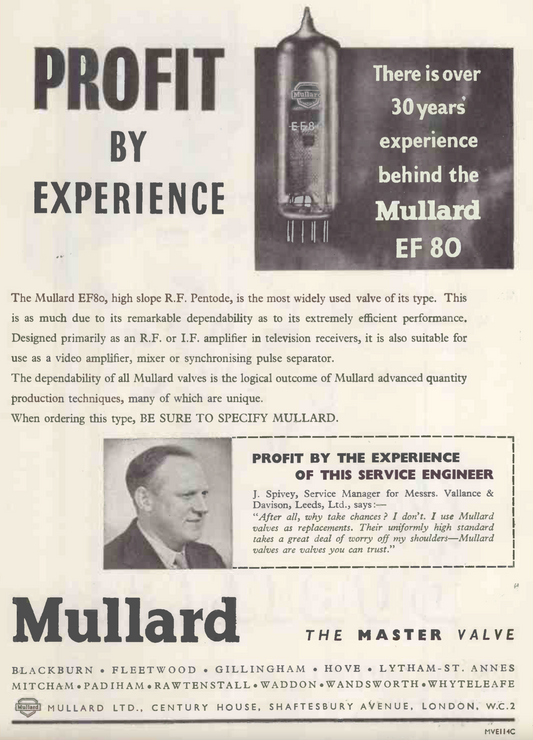 PROFIT
BY
EXPERIENCE
Mullard
EF80
There is over
30 years'
experience
behind the
Mullard
EF 80
The Mullard EF80, high slope R.F. Pentode, is the most widely used valve of its type. This
is as much due to its remarkable dependability as to its extremely efficient performance.
Designed primarily as an R.F. or I.F. amplifier in television receivers, it is also suitable for
use as a video amplifier, mixer or synchronising pulse separator.
The dependability of all Mullard valves is the logical outcome of Mullard advanced quantity
production techniques, many of which are unique.
When ordering this type, BE SURE TO SPECIFY MULLARD.
PROFIT BY THE EXPERIENCE
OF THIS SERVICE ENGINEER
J. Spivey, Service Manager for Messrs. Vallance &
Davison, Leeds, Ltd., says:—
"After all, why take chances? I don't. I use Mullard
valves as replacements. Their uniformly high standard
takes a great deal of worry off my shoulders—Mullard
valves are valves you can trust."
Mullard
THE MASTER VALVE
BLACKBURN • FLEETWOOD • GILLINGHAM • HOVE • LYTHAM-ST. ANNES
MITCHAM • PADIHAM • RAWTENSTALL • WADDON • WANDSWORTH • WHYTELEAFE
Mullard
MULLARD LTD., CENTURY HOUSE, SHAFTESBURY AVENUE, LONDON, W.C.2
MVE114C